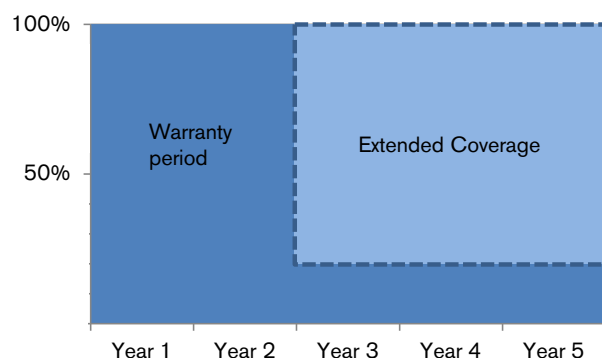 100%
Warranty
period
Extended Coverage
50%
Year 1 Year 2 Year 3 Year 4 Year 5